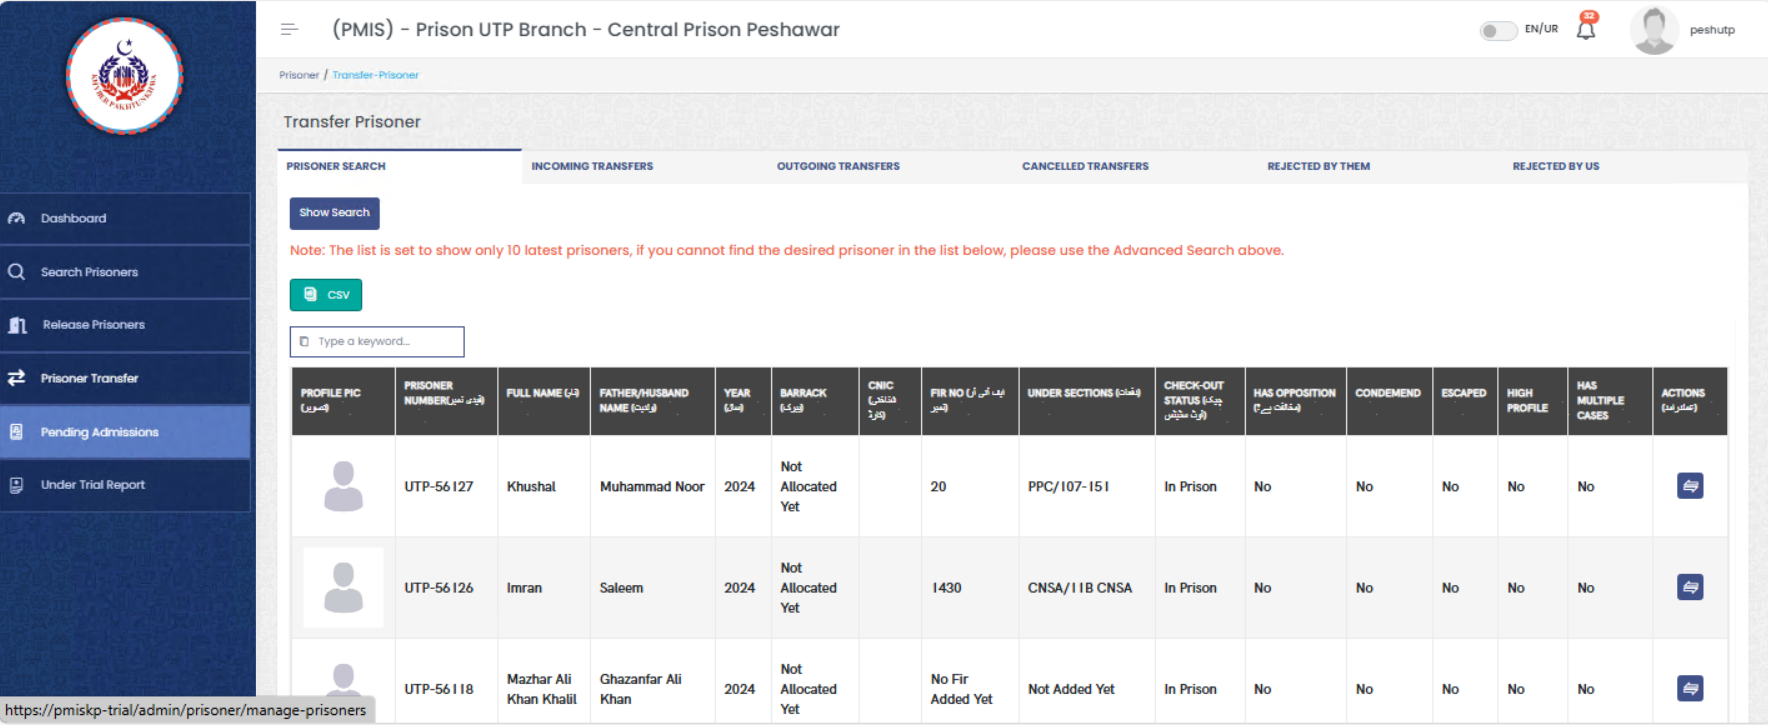 (PMIS) - Prison UTP Branch - Central Prison Peshawar
EN/UR
32
peshutp
Prisoner / Transfer-Prisoner
Transfer Prisoner
PRISONER SEARCH
INCOMING TRANSFERS
OUTGOING TRANSFERS
CANCELLED TRANSFERS
REJECTED BY THEM
REJECTED BY US
Dashboard
Search Prisoners
Release Prisoners
Prisoner Transfer
Pending Admissions
Under Trial Report
Show Search
Note: The list is set to show only 10 latest prisoners, if you cannot find the desired prisoner in the list below, please use the Advanced Search above.
CSV
Type a keyword...
PROFILE PIC (تصویر)
PRISONER NUMBER(قیدی نمبر)
FULL NAME (نام)
FATHER/HUSBAND NAME (ولدیت)
YEAR (سال)
BARRACK (بیرک)
CNIC (شناختی کارڈ)
FIR NO (ایف آئی آر نمبر)
UNDER SECTIONS (دفعات)
CHECK-OUT STATUS (چیک آوٹ سٹیٹس)
HAS OPPOSITION (مخالفت ہے؟)
CONDEMEND
ESCAPED
HIGH PROFILE
HAS MULTIPLE CASES
ACTIONS (عملدرامد)
UTP-56127 Khushal Muhammad Noor 2024 Not Allocated Yet 20 PPC/107-151 In Prison No No No No No
UTP-56126 Imran Saleem 2024 Not Allocated Yet 1430 CNSA/11B CNSA In Prison No No No No No
UTP-56118 Mazhar Ali Khan Khalil Ghazanfar Ali Khan 2024 Not Allocated Yet No Fir Added Yet Not Added Yet In Prison No No No No No
https://pmiskp-trial/admin/prisoner/manage-prisoners